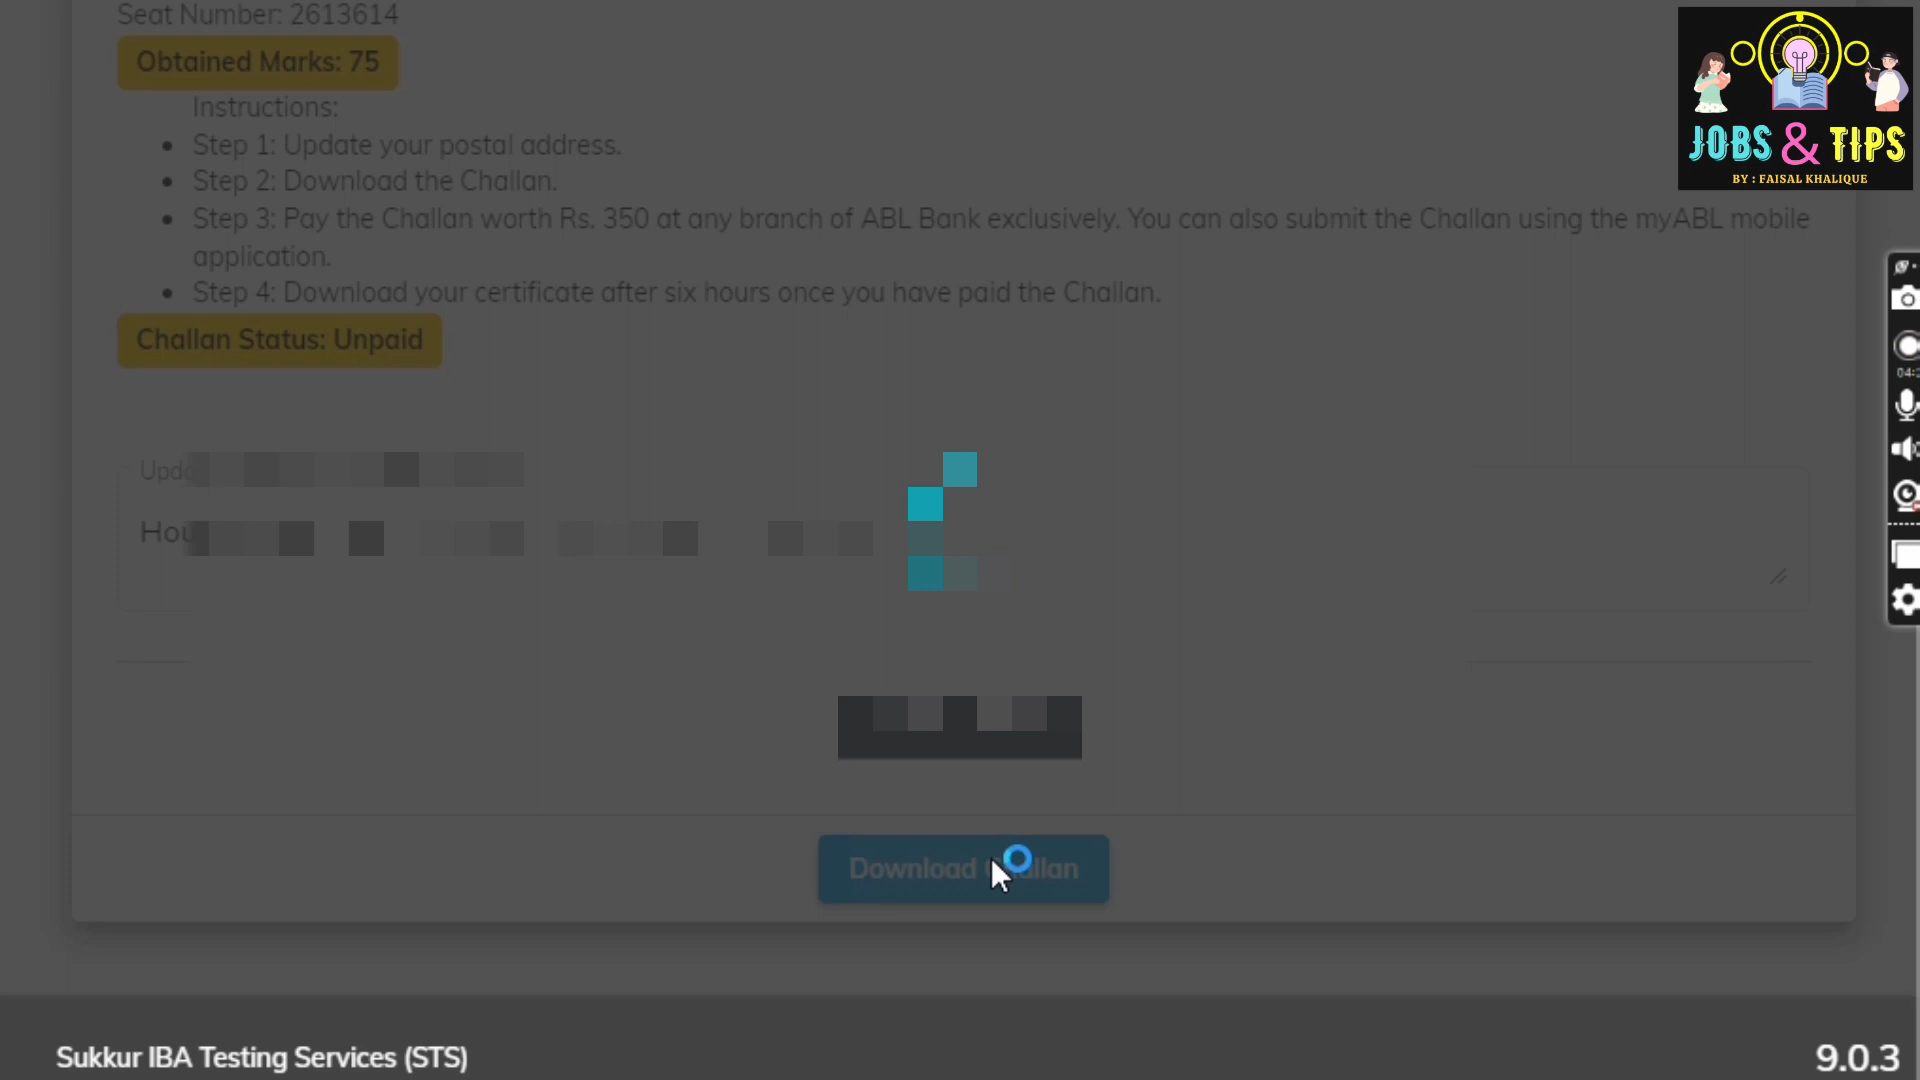 Seat Number: 2613614
Obtained Marks: 75
Instructions:
Step 1: Update your postal address.
Step 2: Download the Challan.
Step 3: Pay the Challan worth Rs. 350 at any branch of ABL Bank exclusively. You can also submit the Challan using the myABL mobile
application.
Step 4: Download your certificate after six hours once you have paid the Challan.
Challan Status: Unpaid
Download Challan
Sukkur IBA Testing Services (STS)
9.0.3
JOBS & TIPS
BY : FAISAL KHALIQUE